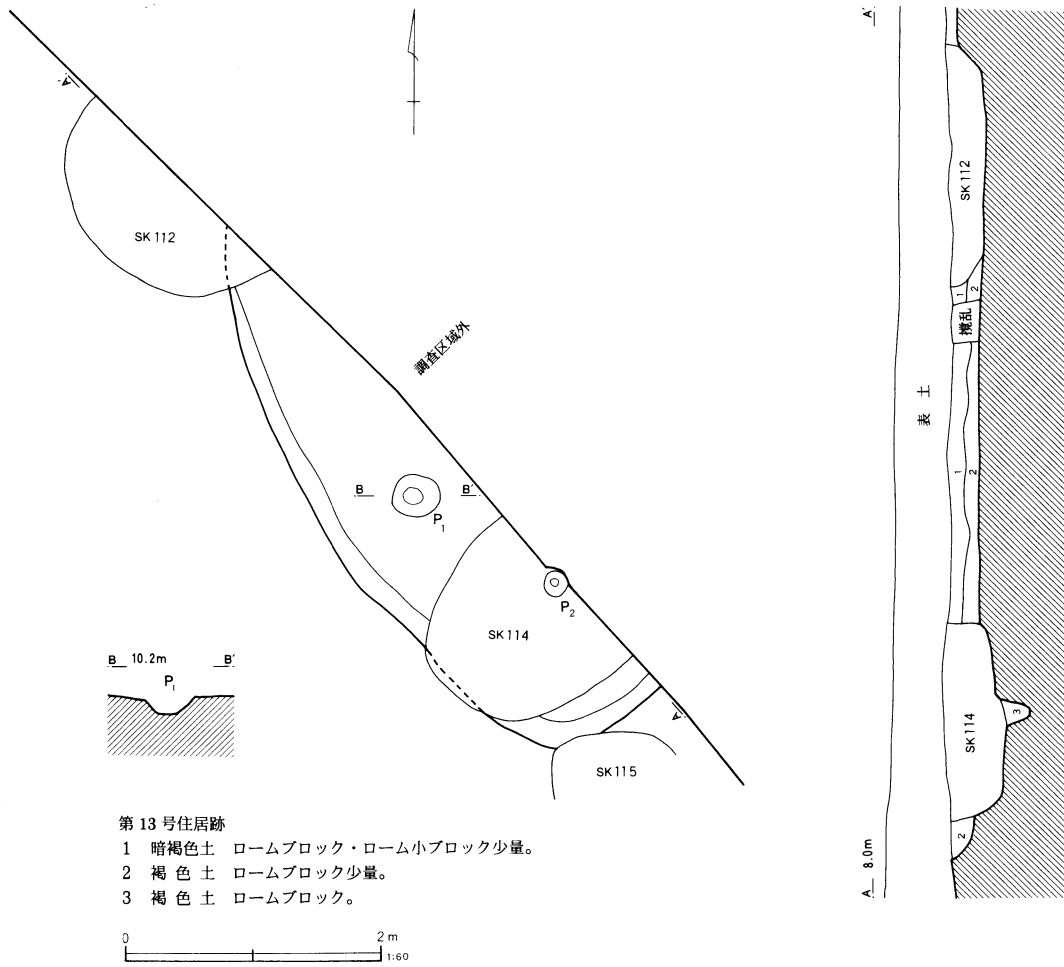 A′
SK 112
調査区域外
B
B′
P1
P2
SK 114
A
SK 115
B 10.2m B′
P1
第 13 号住居跡
1 暗褐色土 ロームブロック・ローム小ブロック少量。
2 褐色土 ロームブロック少量。
3 褐色土 ロームブロック。
0 2 m
1:60
A′
SK 112
1
2
攪乱
表土
1
2
SK 114
3
2
A 8.0m